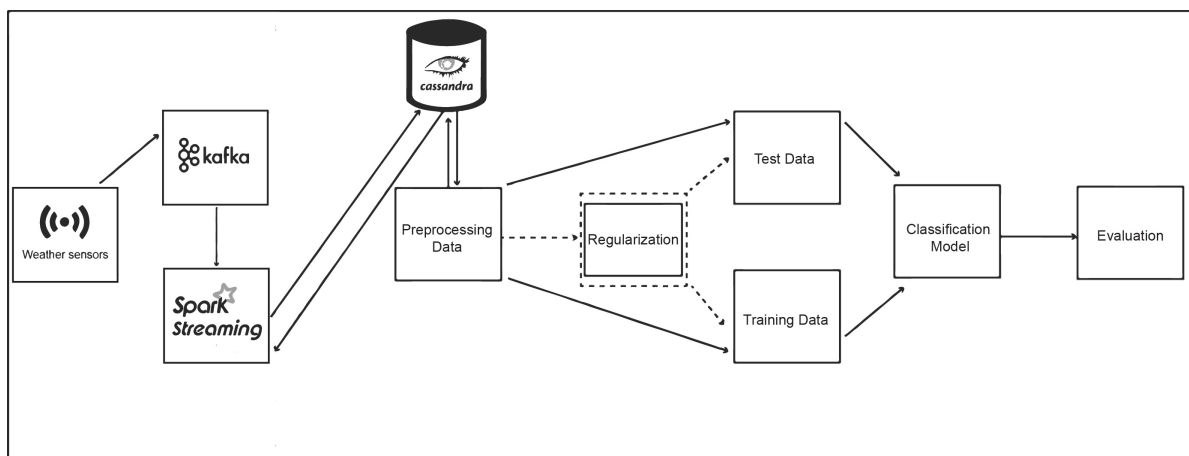 cassandra
kafka
Weather sensors
Spark
Streaming
Preprocessing
Data
Regularization
Test Data
Training Data
Classification
Model
Evaluation